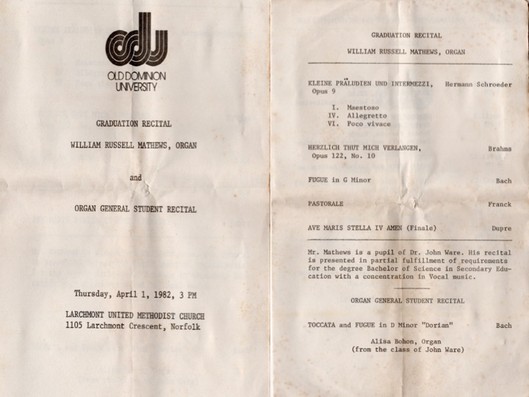 odu
OLD DOMINION
UNIVERSITY
GRADUATION RECITAL
WILLIAM RUSSELL MATHEWS, ORGAN
and
ORGAN GENERAL STUDENT RECITAL
Thursday, April 1, 1982, 3 PM
LARCHMONT UNITED METHODIST CHURCH
1105 Larchmont Crescent, Norfolk
GRADUATION RECITAL
WILLIAM RUSSELL MATHEWS, ORGAN
KLEINE PRÄLUDIEN UND INTERMEZZI, Hermann Schroeder
Opus 9
I. Maestoso
IV. Allegretto
VI. Poco vivace
HERZLICH THUT MICH VERLANGEN, Brahms
Opus 122, No. 10
FUGUE in G Minor Bach
PASTORALE Franck
AVE MARIS STELLA IV AMEN (Finale) Dupre
Mr. Mathews is a pupil of Dr. John Ware. His recital
is presented in partial fulfillment of requirements
for the degree Bachelor of Science in Secondary Edu-
cation with a concentration in Vocal music.
ORGAN GENERAL STUDENT RECITAL
TOCCATA and FUGUE in D Minor "Dorian" Bach
Alisa Bohon, Organ
(from the class of John Ware)